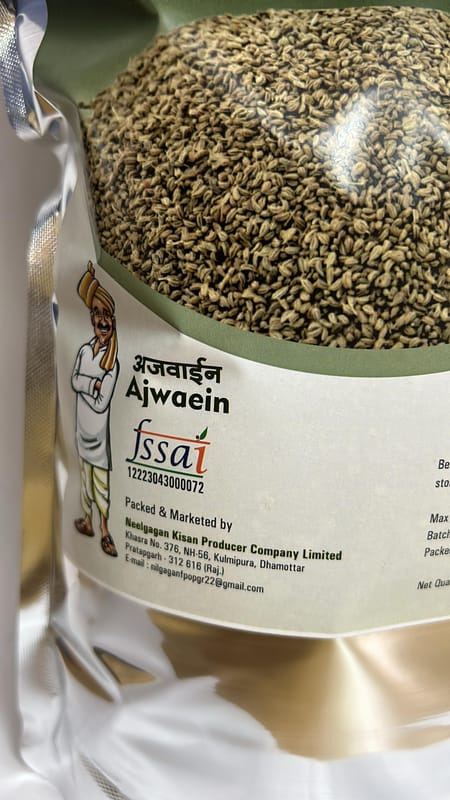 अजवाईन
Ajwaein
fssai
12223043000072
Packed & Marketed by
Neelgagan Kisan Producer Company Limited
Khasra No. 376, NH-56, Kulmipura, Dhamottar
Pratapgarh - 312 616 (Raj.)
E-mail : nilgaganfpopgr22@gmail.com
Be
sto
Max
Batch
Packe
Net Qua